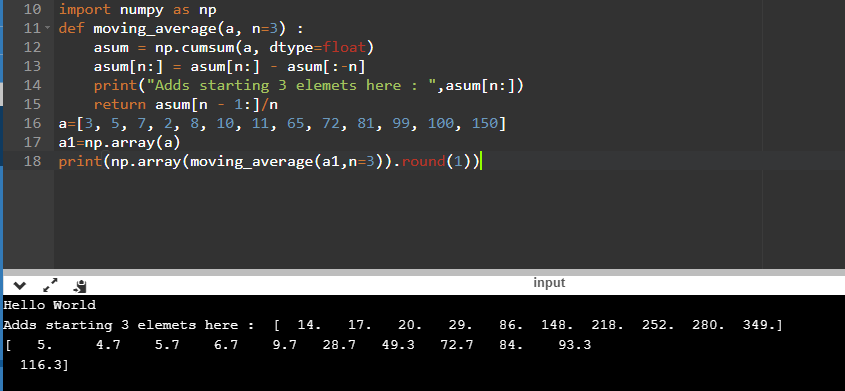 10 import numpy as np
11 def moving_average(a, n=3) :
12     asum = np.cumsum(a, dtype=float)
13     asum[n:] = asum[n:] - asum[:-n]
14     print("Adds starting 3 elemets here : ",asum[n:])
15     return asum[n - 1:]/n
16 a=[3, 5, 7, 2, 8, 10, 11, 65, 72, 81, 99, 100, 150]
17 a1=np.array(a)
18 print(np.array(moving_average(a1,n=3)).round(1))
input
Hello World
Adds starting 3 elemets here :  [  14.   17.   20.   29.   86.  148.  218.  252.  280.  349.]
[   5.     4.7    5.7    6.7    9.7   28.7   49.3   72.7   84.    93.3
  116.3]